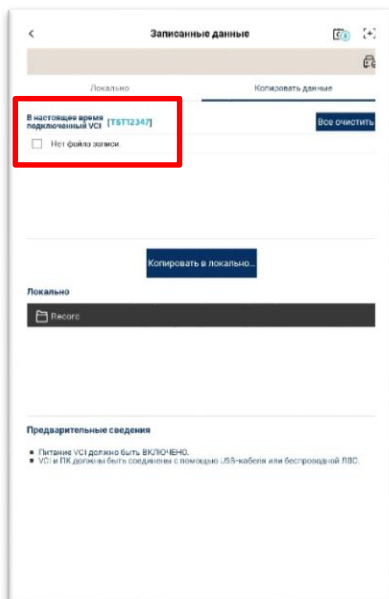 Записанные данные
Локально
Копировать данные
В настоящее время
подключенный VCI [TST12347]
Все очистить
Нет файла записи.
Копировать в локально...
Локально
Record
Предварительные сведения
Питание VCI должно быть ВКЛЮЧЕНО.
VCI и ПК должны быть соединены с помощью USB-кабеля или беспроводной ЛВС.